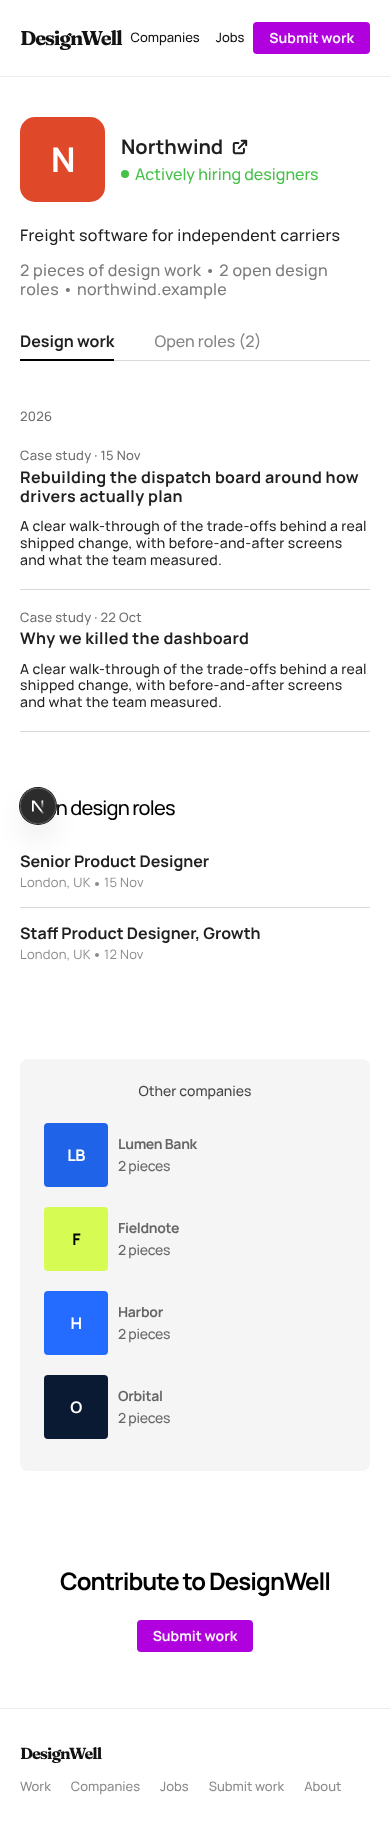 DesignWell Companies Jobs Submit work
N
Northwind
Actively hiring designers
Freight software for independent carriers
2 pieces of design work • 2 open design
roles • northwind.example
Design work Open roles (2)
2026
Case study · 15 Nov
Rebuilding the dispatch board around how
drivers actually plan
A clear walk-through of the trade-offs behind a real
shipped change, with before-and-after screens
and what the team measured.
Case study · 22 Oct
Why we killed the dashboard
A clear walk-through of the trade-offs behind a real
shipped change, with before-and-after screens
and what the team measured.
N
n design roles
Senior Product Designer
London, UK • 15 Nov
Staff Product Designer, Growth
London, UK • 12 Nov
Other companies
LB
Lumen Bank
2 pieces
F
Fieldnote
2 pieces
H
Harbor
2 pieces
O
Orbital
2 pieces
Contribute to DesignWell
Submit work
DesignWell
Work Companies Jobs Submit work About